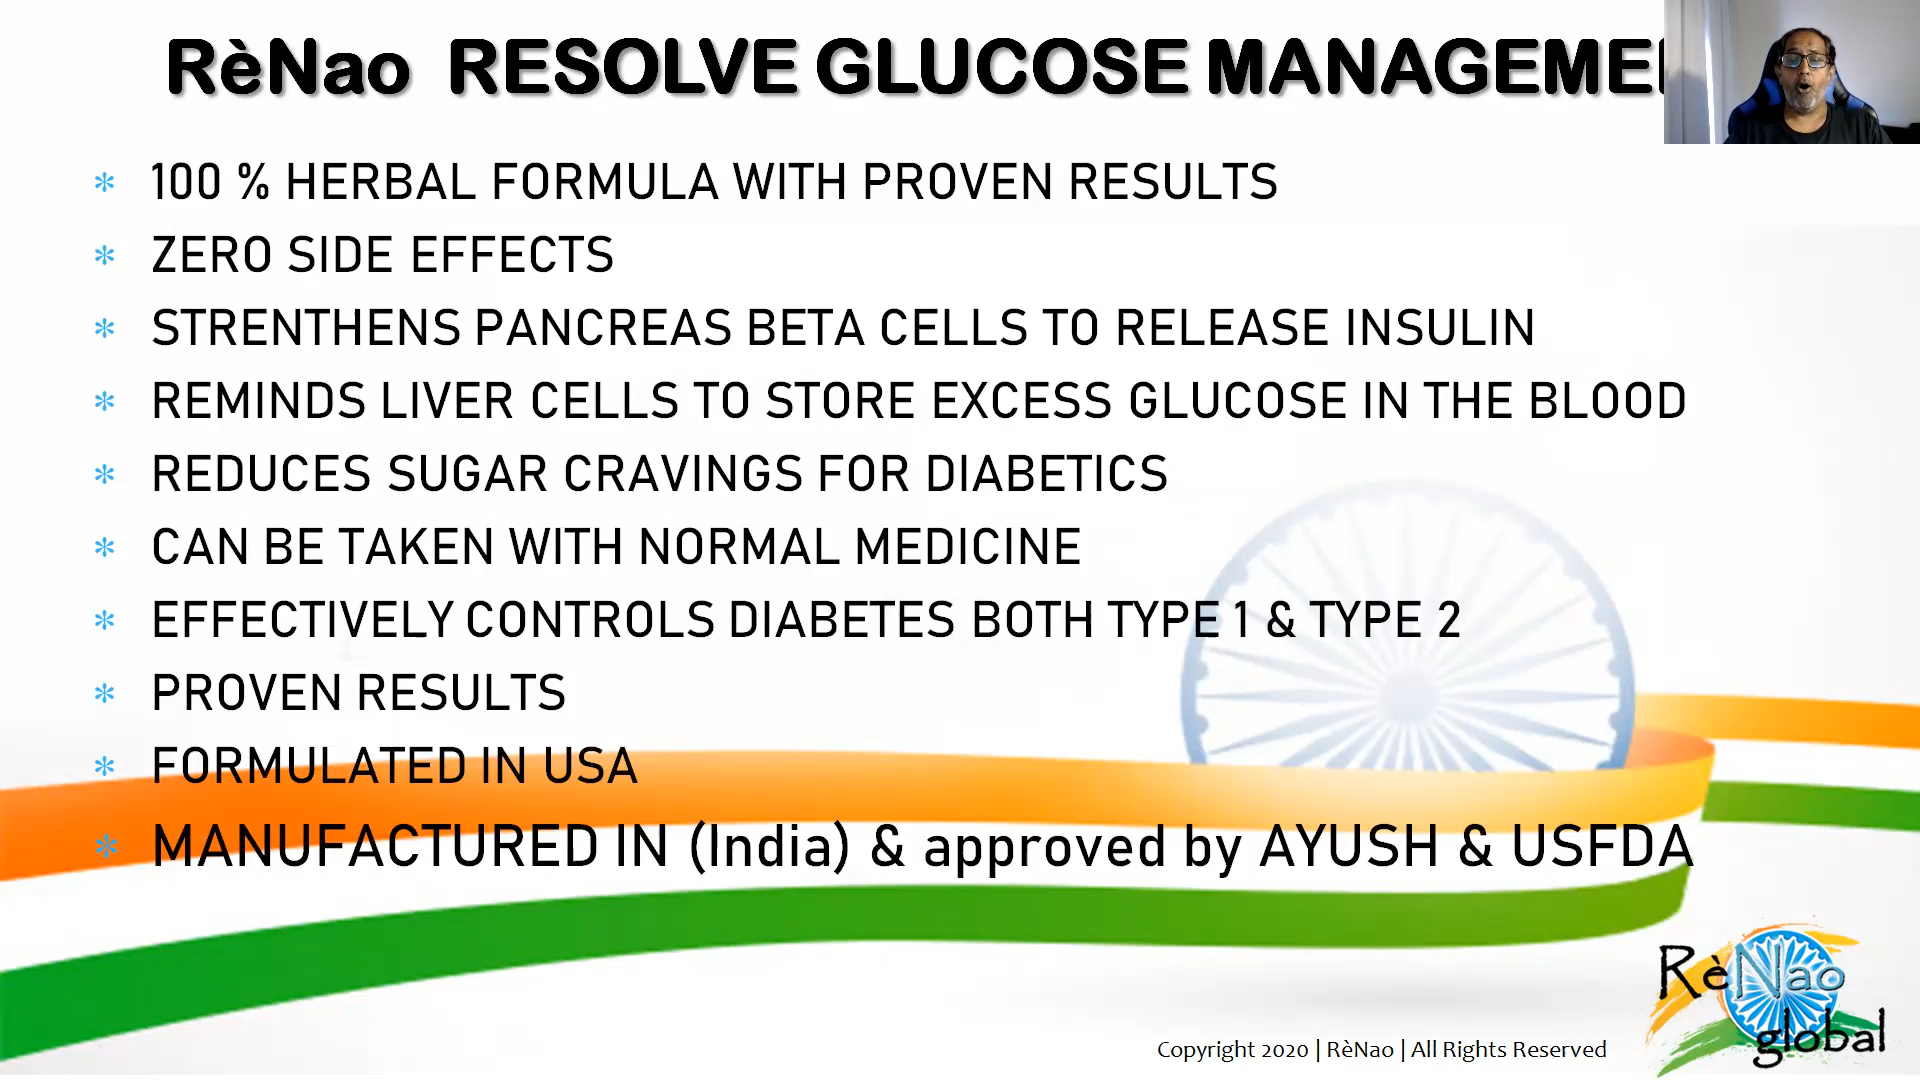 RèNao RESOLVE GLUCOSE MANAGEME
* 100 % HERBAL FORMULA WITH PROVEN RESULTS
* ZERO SIDE EFFECTS
* STRENTHENS PANCREAS BETA CELLS TO RELEASE INSULIN
* REMINDS LIVER CELLS TO STORE EXCESS GLUCOSE IN THE BLOOD
* REDUCES SUGAR CRAVINGS FOR DIABETICS
* CAN BE TAKEN WITH NORMAL MEDICINE
* EFFECTIVELY CONTROLS DIABETES BOTH TYPE 1 & TYPE 2
* PROVEN RESULTS
* FORMULATED IN USA
* MANUFACTURED IN (India) & approved by AYUSH & USFDA
RèNao
global
Copyright 2020 | RèNao | All Rights Reserved